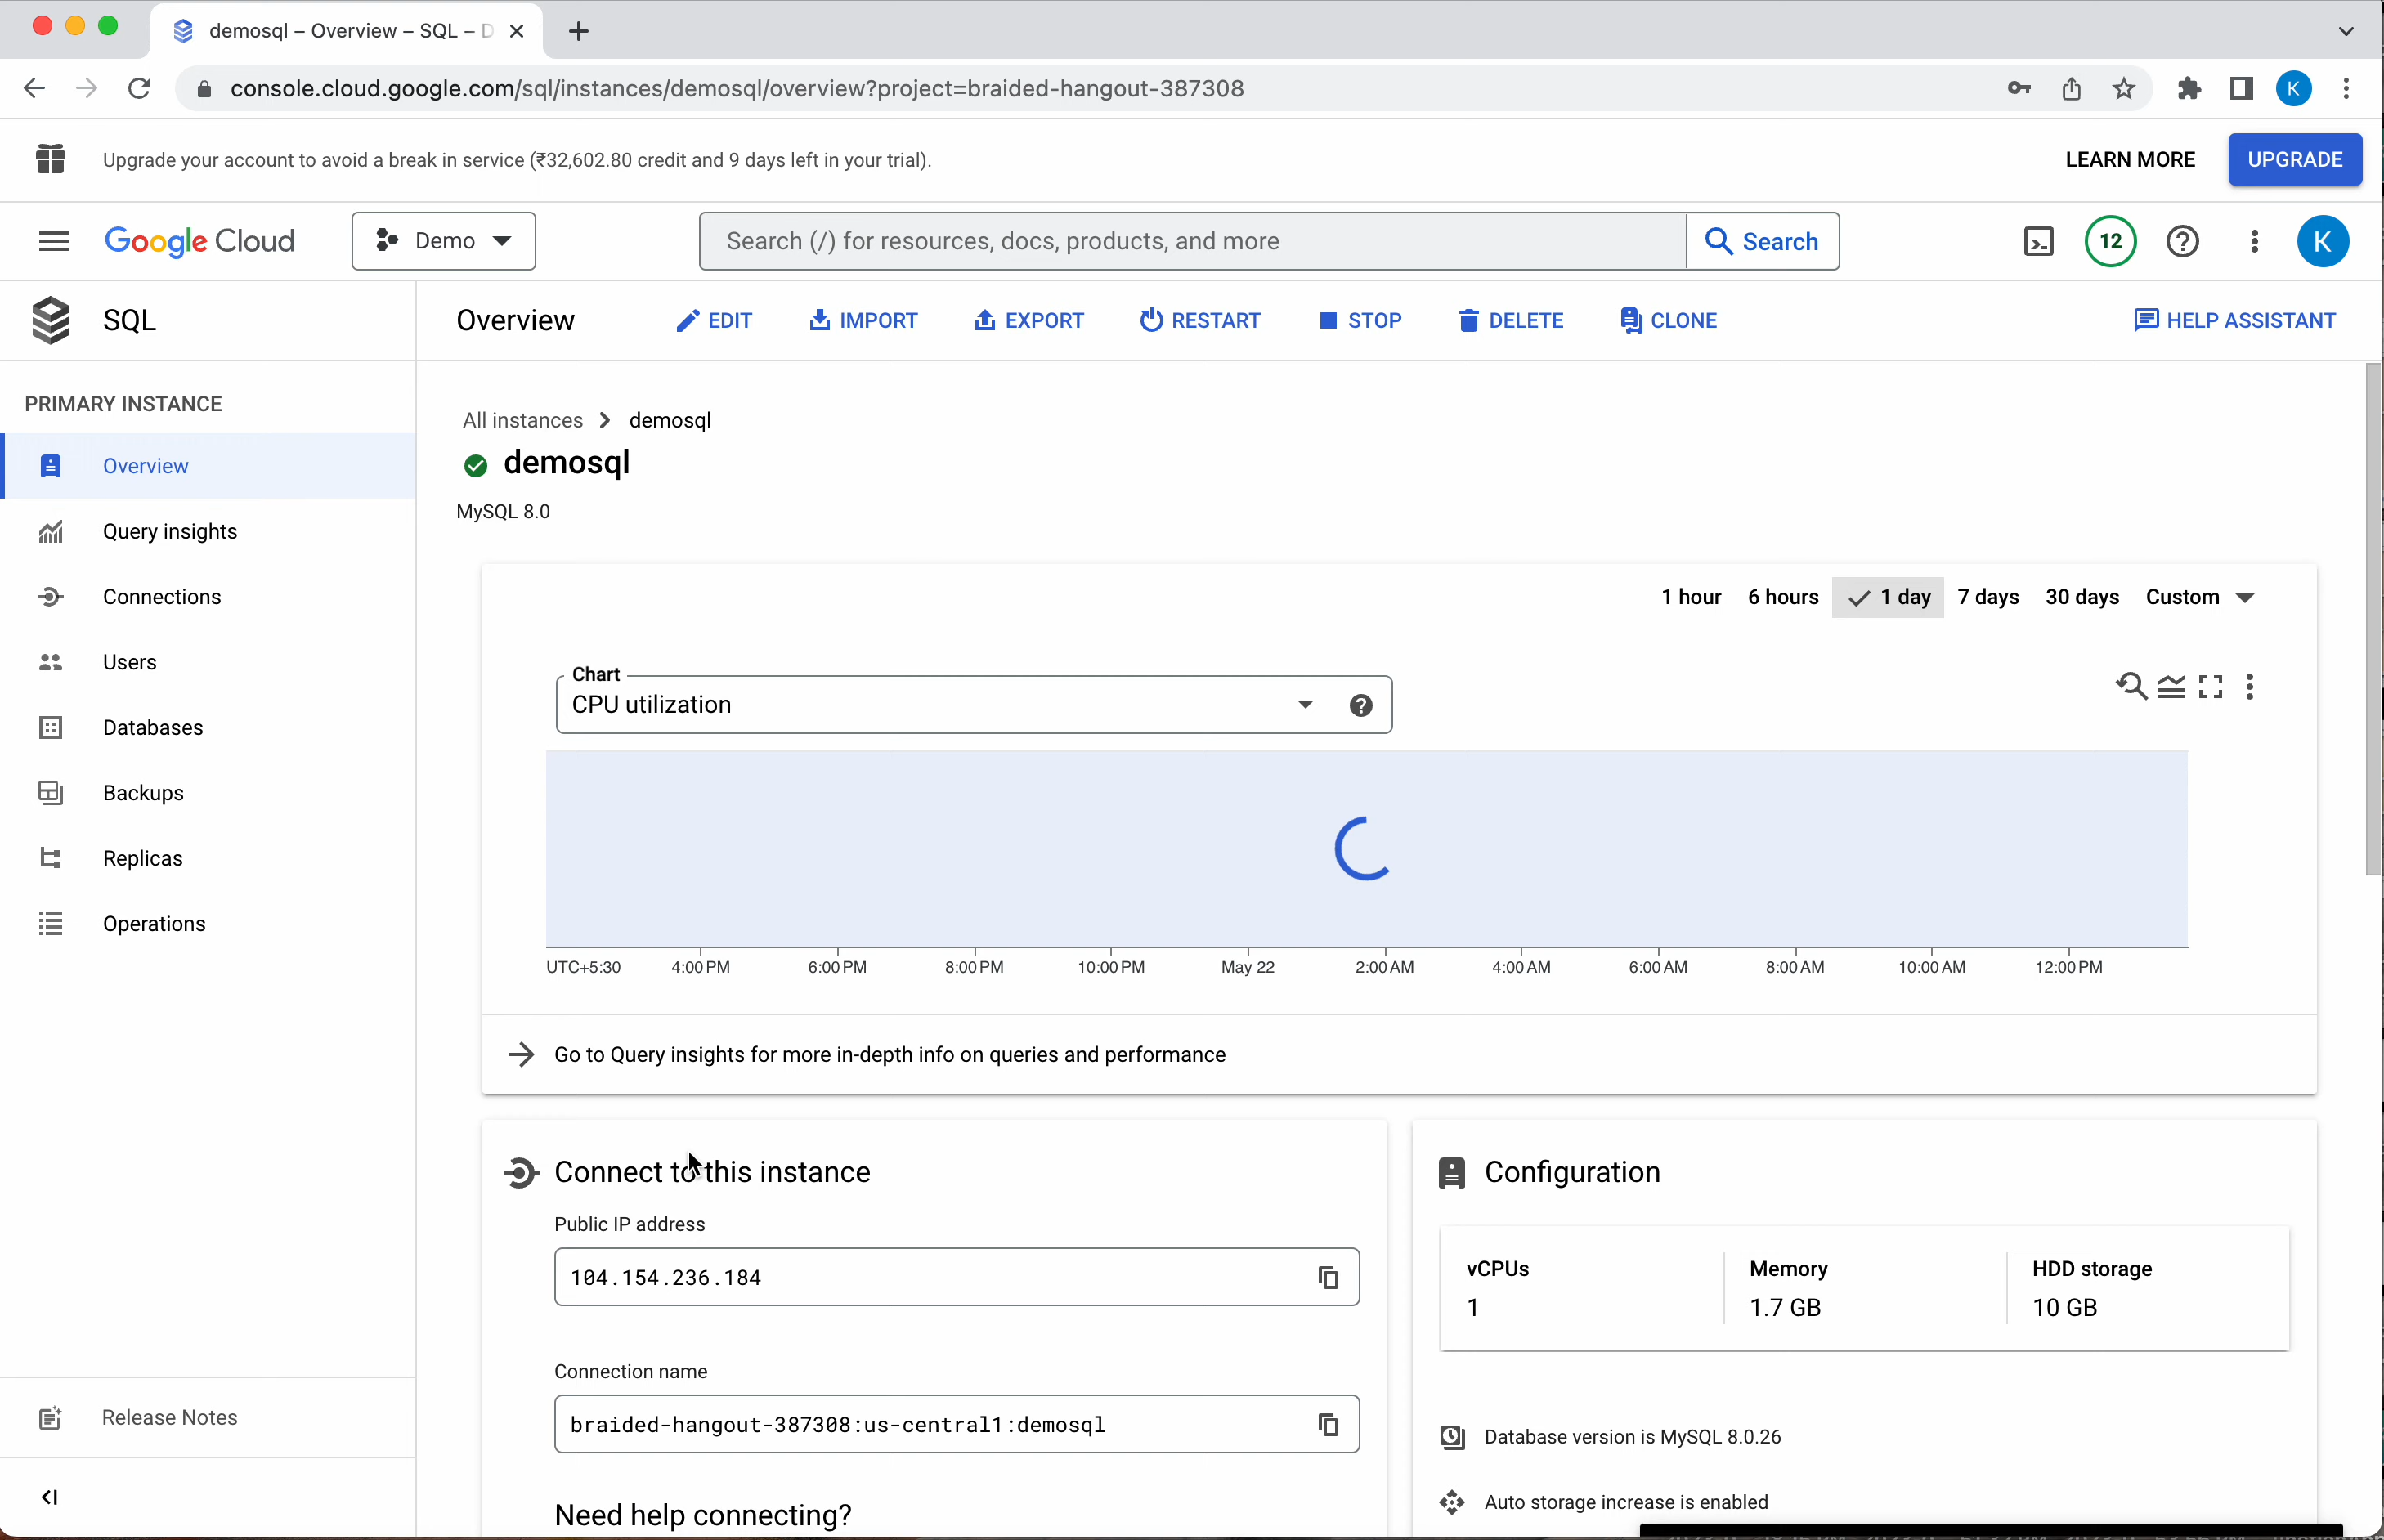 demosql – Overview – SQL – D
console.cloud.google.com/sql/instances/demosql/overview?project=braided-hangout-387308
K
Upgrade your account to avoid a break in service (₹32,602.80 credit and 9 days left in your trial).
LEARN MORE
UPGRADE
Google Cloud
Demo
Search (/) for resources, docs, products, and more
Search
12
K
SQL
Overview
EDIT
IMPORT
EXPORT
RESTART
STOP
DELETE
CLONE
HELP ASSISTANT
PRIMARY INSTANCE
Overview
Query insights
Connections
Users
Databases
Backups
Replicas
Operations
Release Notes
All instances > demosql
demosql
MySQL 8.0
1 hour 6 hours 1 day 7 days 30 days Custom
Chart
CPU utilization
UTC+5:30 4:00 PM 6:00 PM 8:00 PM 10:00 PM May 22 2:00 AM 4:00 AM 6:00 AM 8:00 AM 10:00 AM 12:00 PM
Go to Query insights for more in-depth info on queries and performance
Connect to this instance
Public IP address
104.154.236.184
Connection name
braided-hangout-387308:us-central1:demosql
Need help connecting?
Configuration
vCPUs
1
Memory
1.7 GB
HDD storage
10 GB
Database version is MySQL 8.0.26
Auto storage increase is enabled